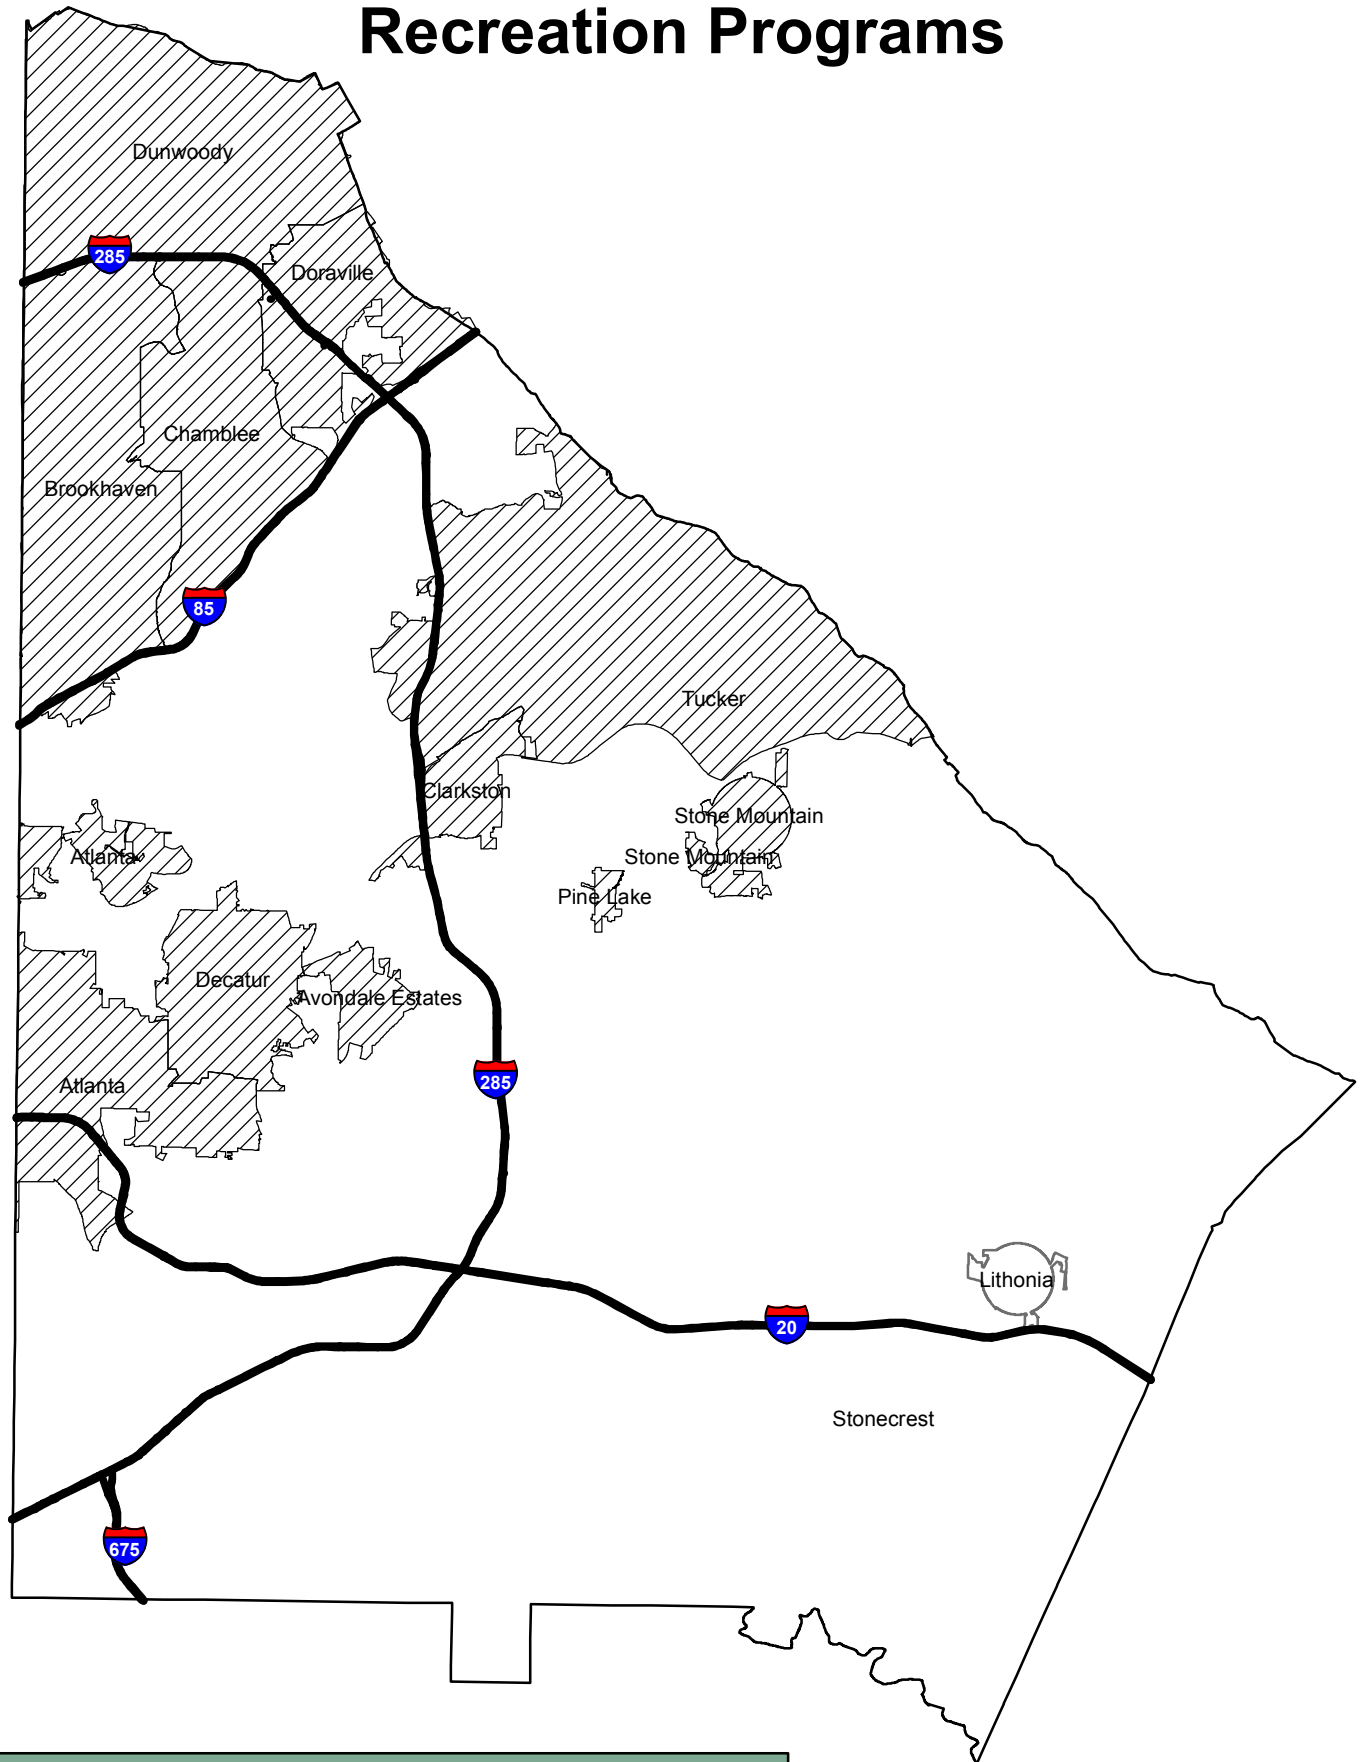 Recreation Programs
Dunwoody
285
Doraville
Chamblee
Brookhaven
85
Tucker
Clarkston
Stone Mountain
Atlanta
Stone Mountain
Pine Lake
Decatur
Avondale Estates
285
Atlanta
Lithonia
20
Stonecrest
675